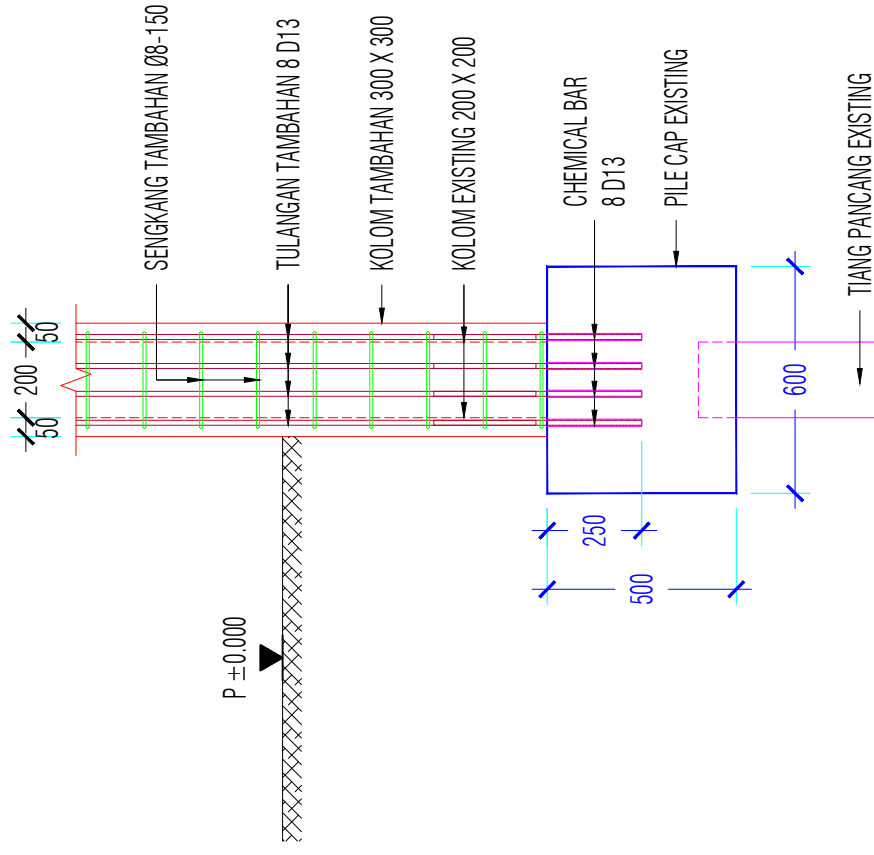 SENGKANG TAMBAHAN Ø8-150
TULANGAN TAMBAHAN 8 D13
KOLOM TAMBAHAN 300 X 300
KOLOM EXISTING 200 X 200
CHEMICAL BAR
8 D13
PILE CAP EXISTING
TIANG PANCANG EXISTING
50
200
50
P ±0.000
250
500
600